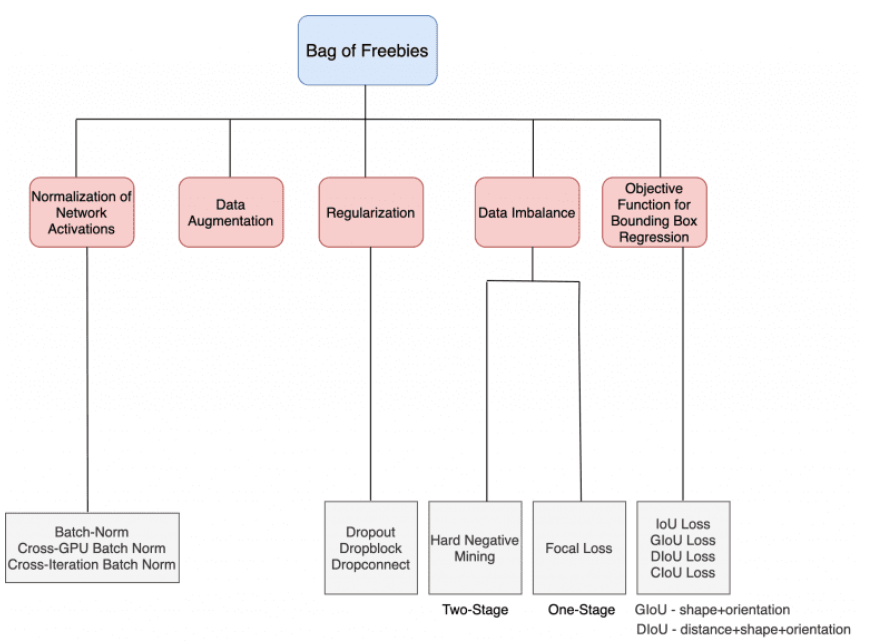 Bag of Freebies
Normalization of
Network
Activations
Data
Augmentation
Regularization
Data Imbalance
Objective
Function for
Bounding Box
Regression
Batch-Norm
Cross-GPU Batch Norm
Cross-Iteration Batch Norm
Dropout
Dropblock
Dropconnect
Hard Negative
Mining
Focal Loss
IoU Loss
GIoU Loss
DIoU Loss
CIoU Loss
Two-Stage
One-Stage
GIoU - shape+orientation
DIoU - distance+shape+orientation